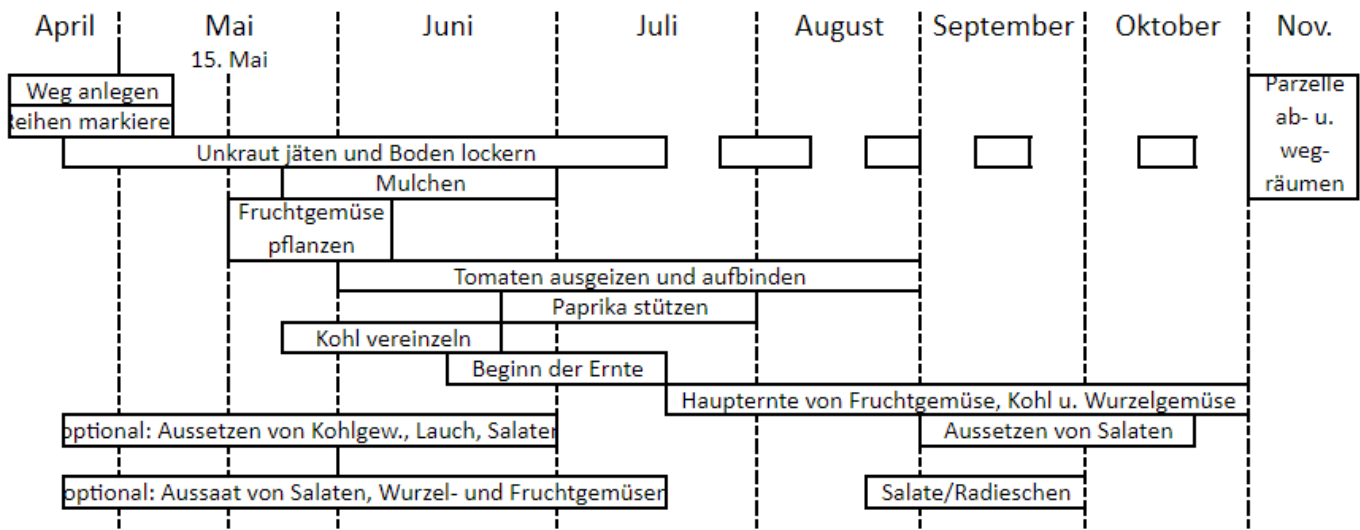 April Mai Juni Juli August September Oktober Nov.
15. Mai
Weg anlegen
Reihen markiere
Parzelle
ab- u.
weg-
räumen
Unkraut jäten und Boden lockern
Mulchen
Fruchtgemüse
pflanzen
Tomaten ausgeizen und aufbinden
Paprika stützen
Kohl vereinzeln
Beginn der Ernte
Haupternte von Fruchtgemüse, Kohl u. Wurzelgemüse
optional: Aussetzen von Kohlgew., Lauch, Salaten
Aussetzen von Salaten
optional: Aussaat von Salaten, Wurzel- und Fruchtgemüsen
Salate/Radieschen